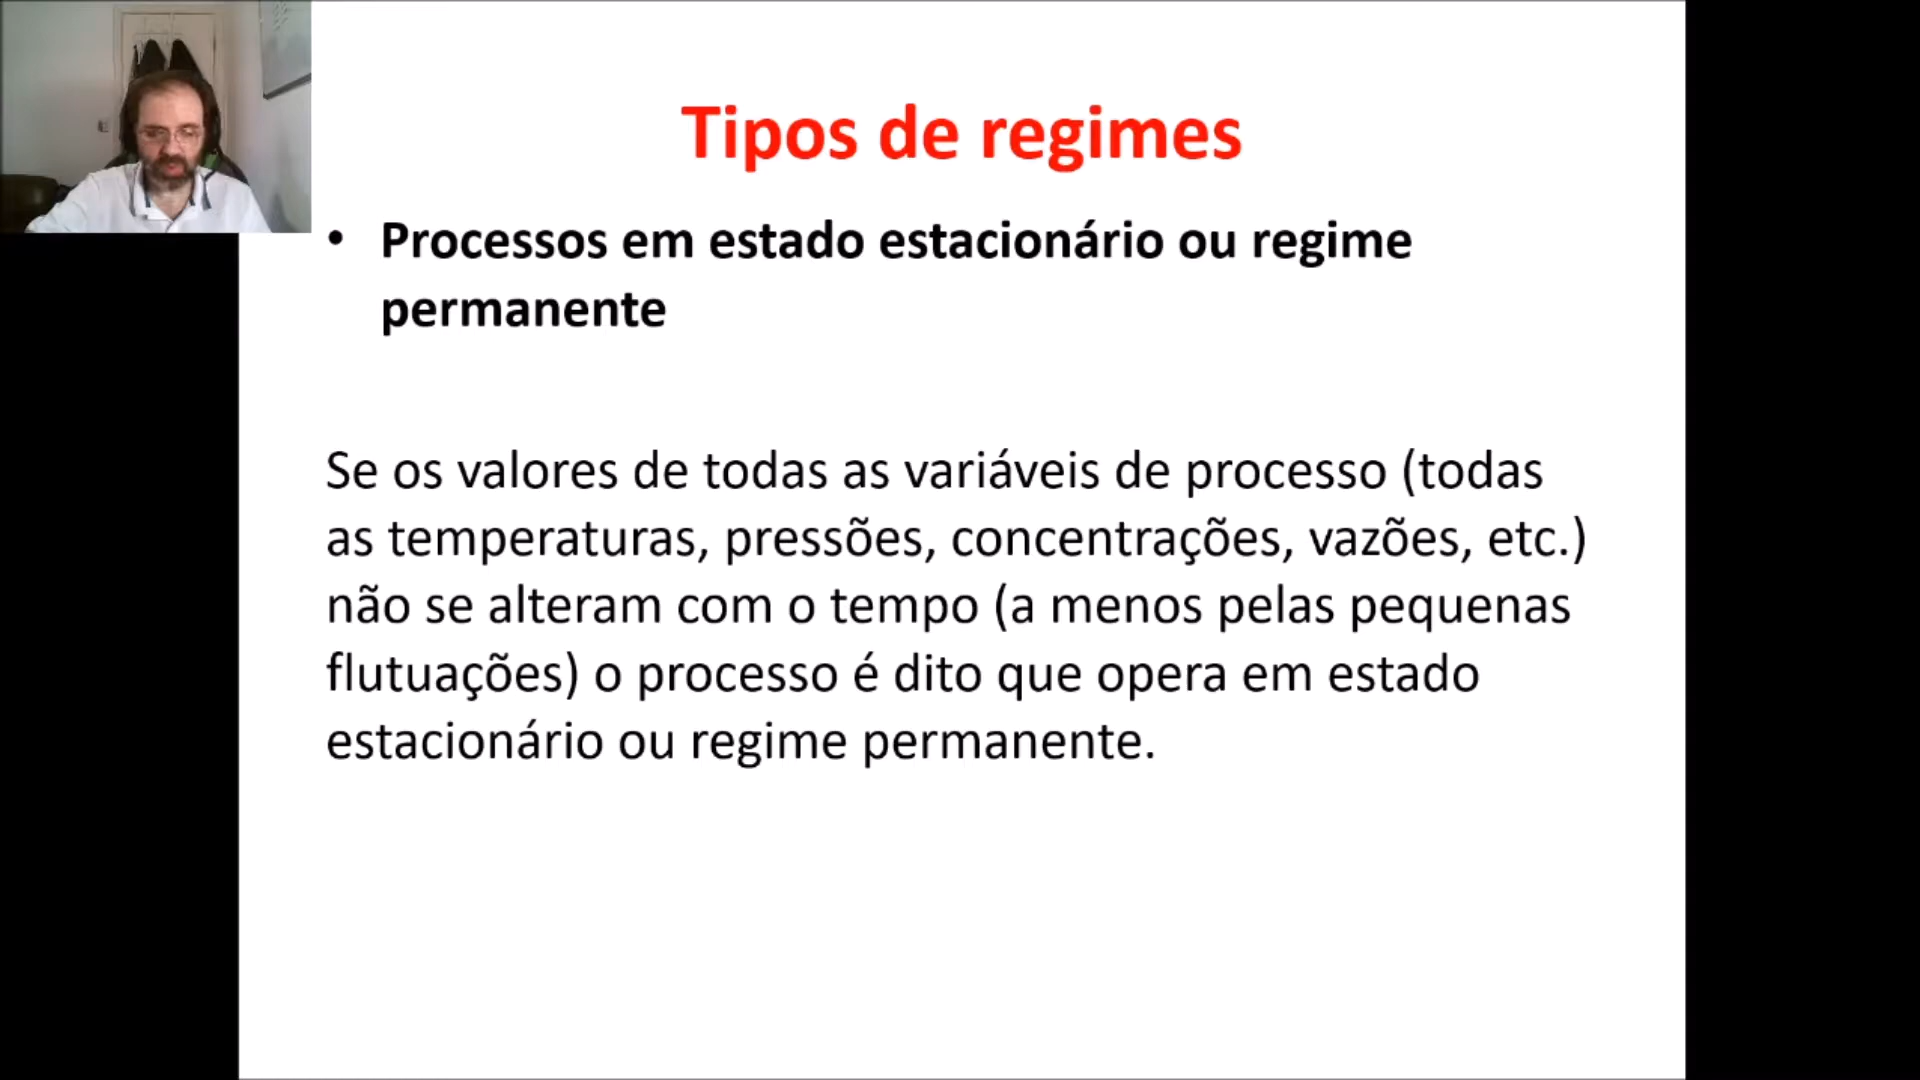 Tipos de regimes
• Processos em estado estacionário ou regime
permanente
Se os valores de todas as variáveis de processo (todas
as temperaturas, pressões, concentrações, vazões, etc.)
não se alteram com o tempo (a menos pelas pequenas
flutuações) o processo é dito que opera em estado
estacionário ou regime permanente.